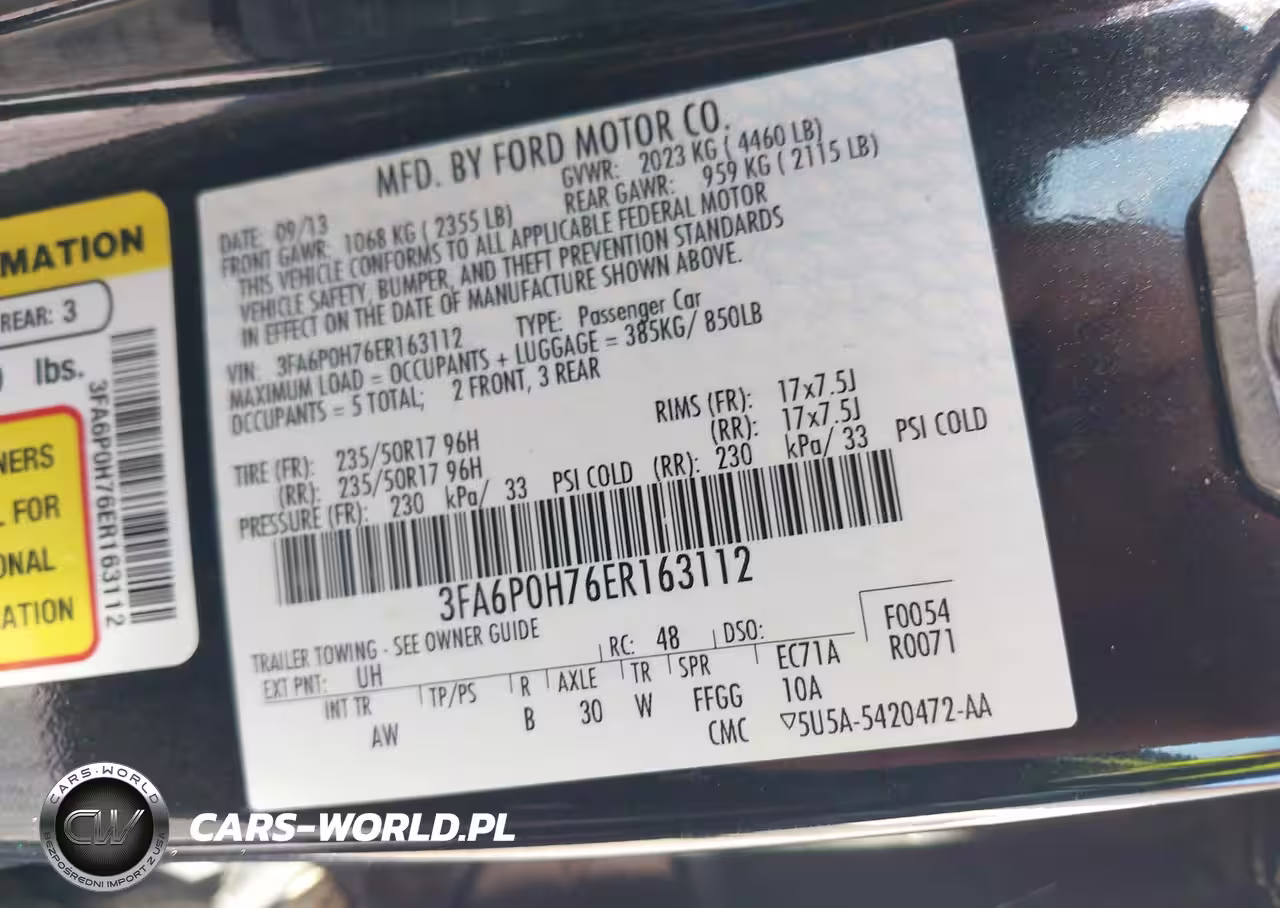 MFD. BY FORD MOTOR CO.
DATE: 09/13 GVWR: 2023 KG ( 4460 LB)
FRONT GAWR: 1068 KG ( 2355 LB) REAR GAWR: 959 KG ( 2115 LB)
THIS VEHICLE CONFORMS TO ALL APPLICABLE FEDERAL MOTOR
VEHICLE SAFETY, BUMPER, AND THEFT PREVENTION STANDARDS
IN EFFECT ON THE DATE OF MANUFACTURE SHOWN ABOVE.
VIN: 3FA6P0H76ER163112 TYPE: Passenger Car
MAXIMUM LOAD = OCCUPANTS + LUGGAGE = 385KG/ 850LB
OCCUPANTS = 5 TOTAL; 2 FRONT, 3 REAR
TIRE (FR): 235/50R17 96H RIMS (FR): 17x7.5J
(RR): 235/50R17 96H (RR): 17x7.5J
PRESSURE (FR): 230 kPa/ 33 PSI COLD (RR): 230 kPa/ 33 PSI COLD
3FA6P0H76ER163112
TRAILER TOWING - SEE OWNER GUIDE
EXT PNT: UH RC: 48 DSO: F0054
INT TR TP/PS R AXLE TR SPR EC71A R0071
AW B 30 W FFGG 10A
CMC ▽5U5A-5420472-AA
MATION
REAR: 3
lbs.
3FA6P0H76ER163112
NERS
L FOR
ONAL
ATION
CARS-WORLD
CW
BEZPOŚREDNI IMPORT Z USA
CARS-WORLD.PL